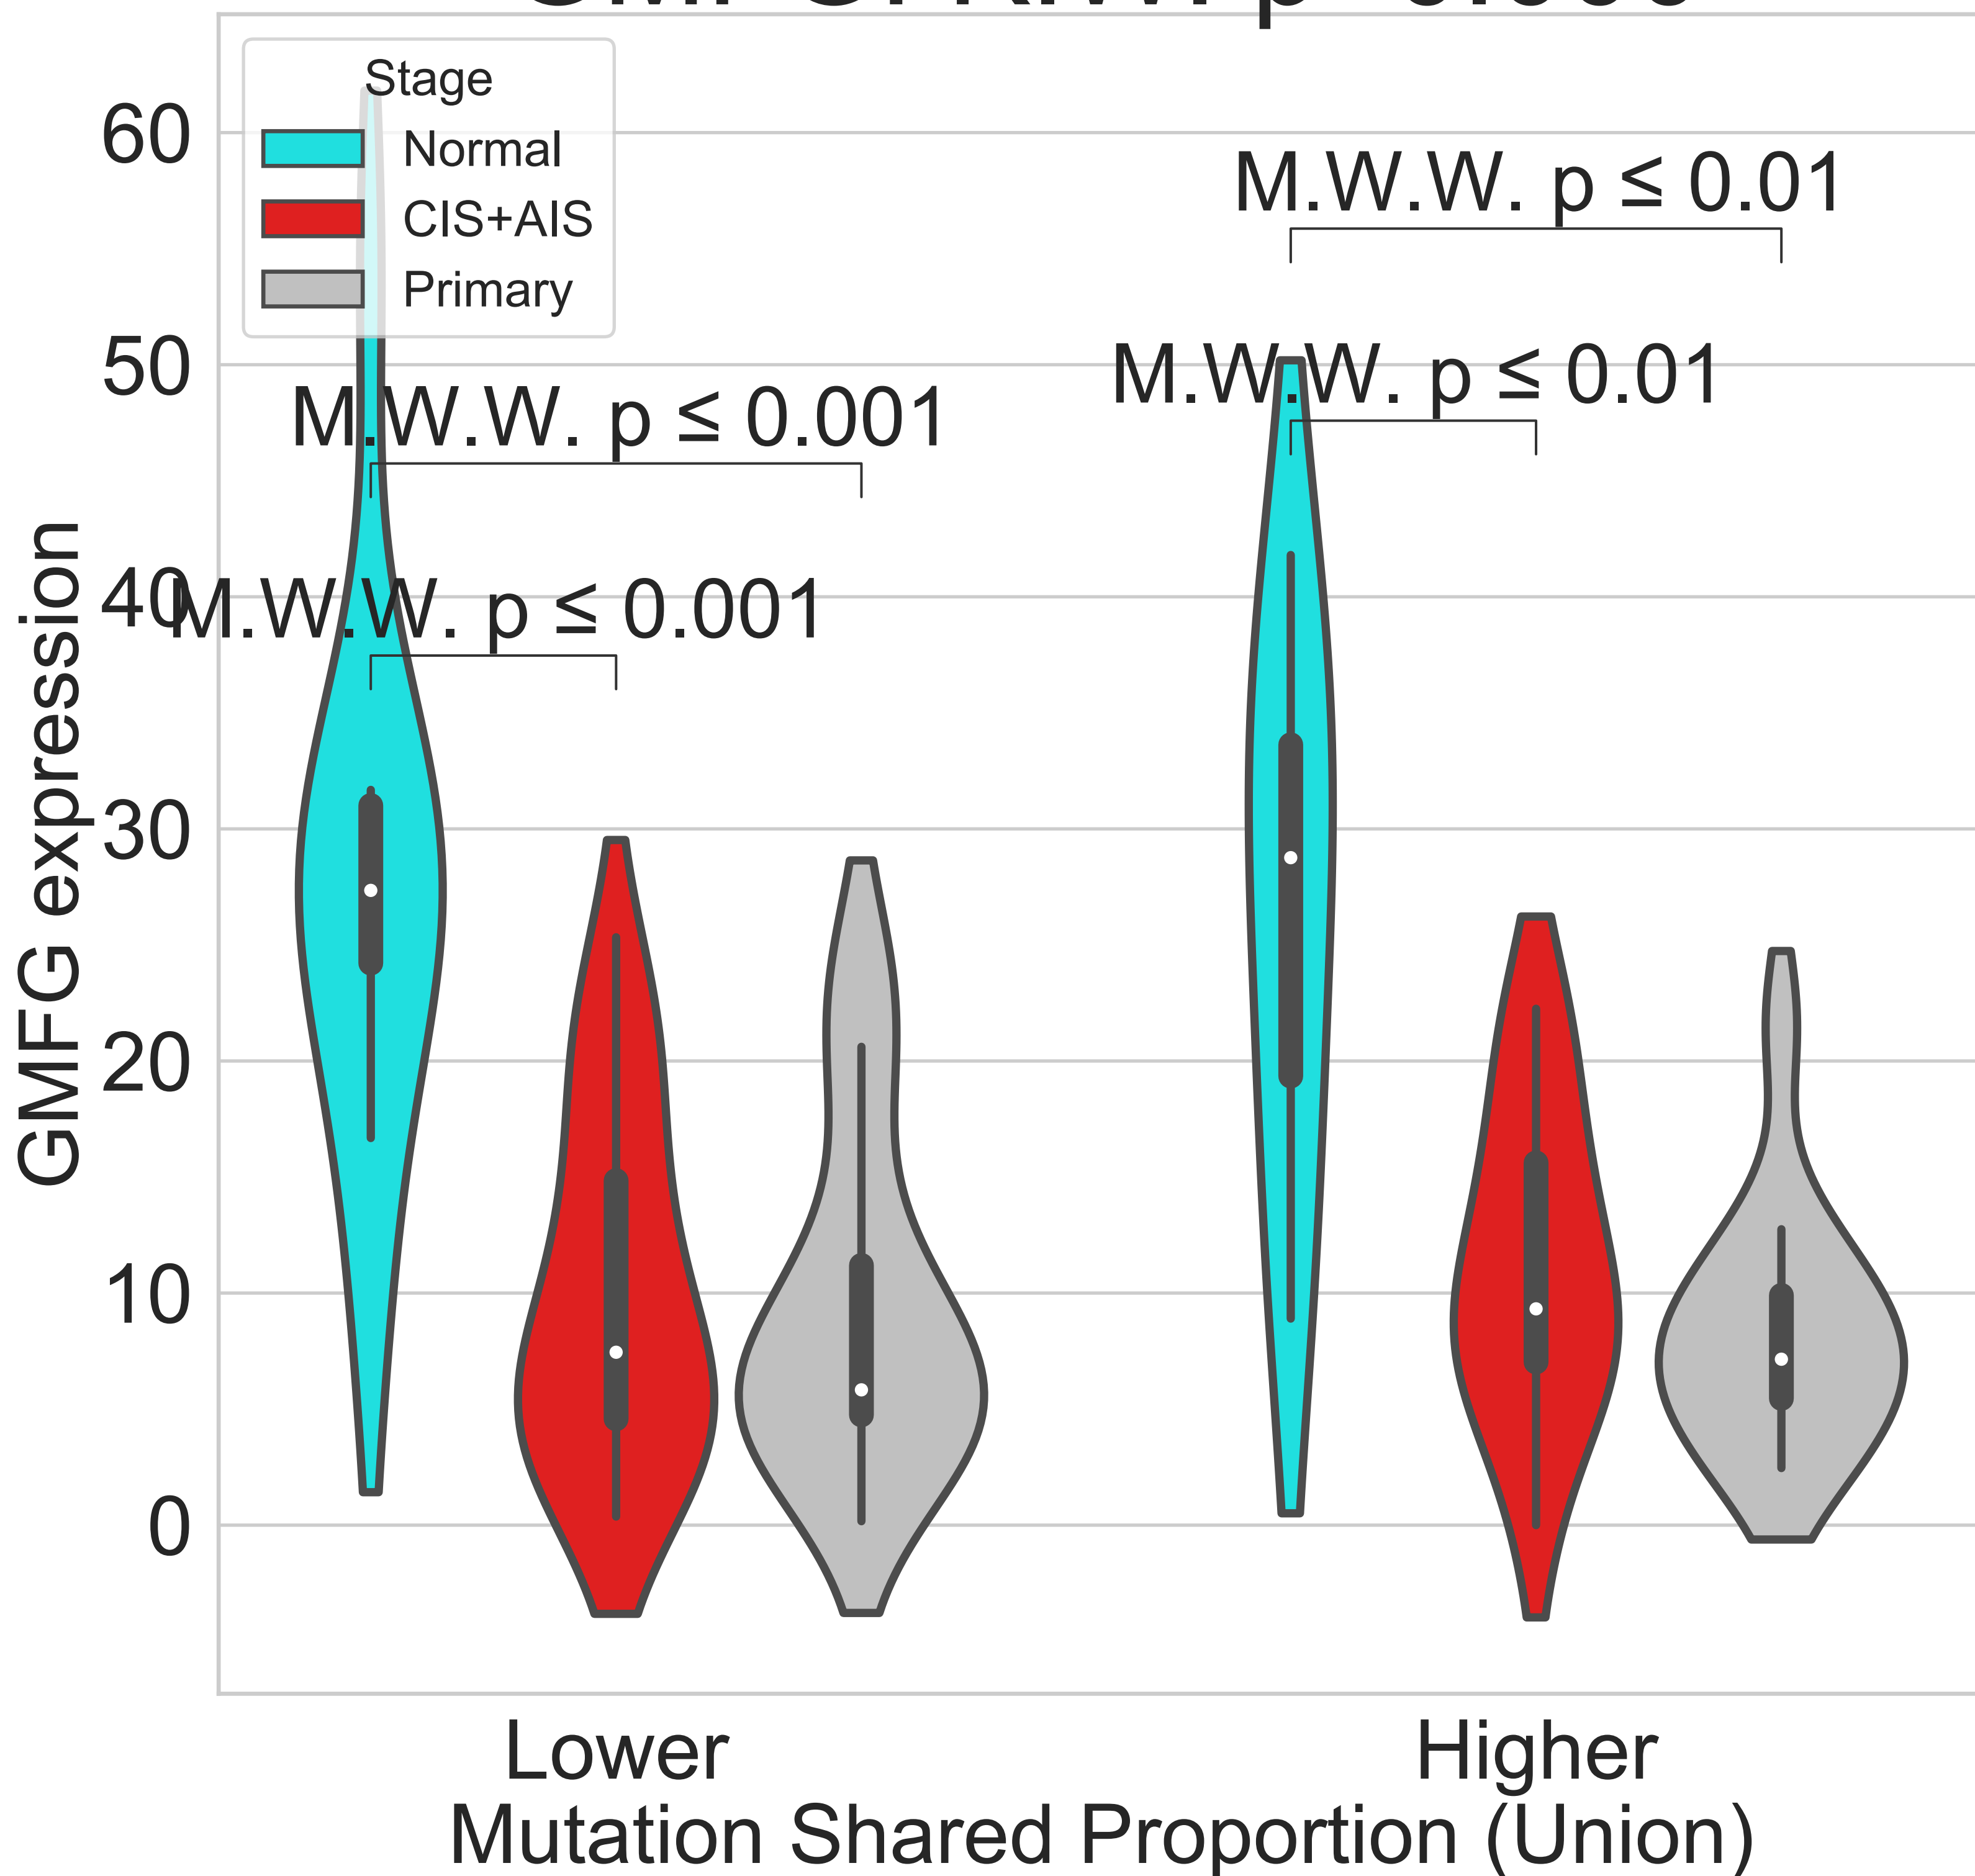 Stage
Normal
CIS+AIS
Primary
M.W.W. p ≤ 0.01
M.W.W. p ≤ 0.01
M.W.W. p ≤ 0.001
M.W.W. p ≤ 0.001
60
50
40
30
20
10
0
GMFG expression
Lower
Higher
Mutation Shared Proportion (Union)